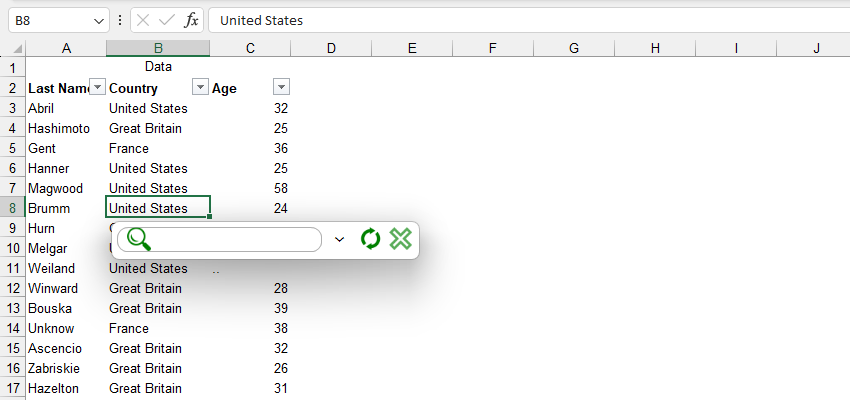 B8 fx United States
A B C D E F G H I J
1 Data
2 Last Name Country Age
3 Abril United States 32
4 Hashimoto Great Britain 25
5 Gent France 36
6 Hanner United States 25
7 Magwood United States 58
8 Brumm United States 24
9 Hurn
10 Melgar
11 Weiland United States ..
12 Winward Great Britain 28
13 Bouska Great Britain 39
14 Unknow France 38
15 Ascencio Great Britain 32
16 Zabriskie Great Britain 26
17 Hazelton Great Britain 31